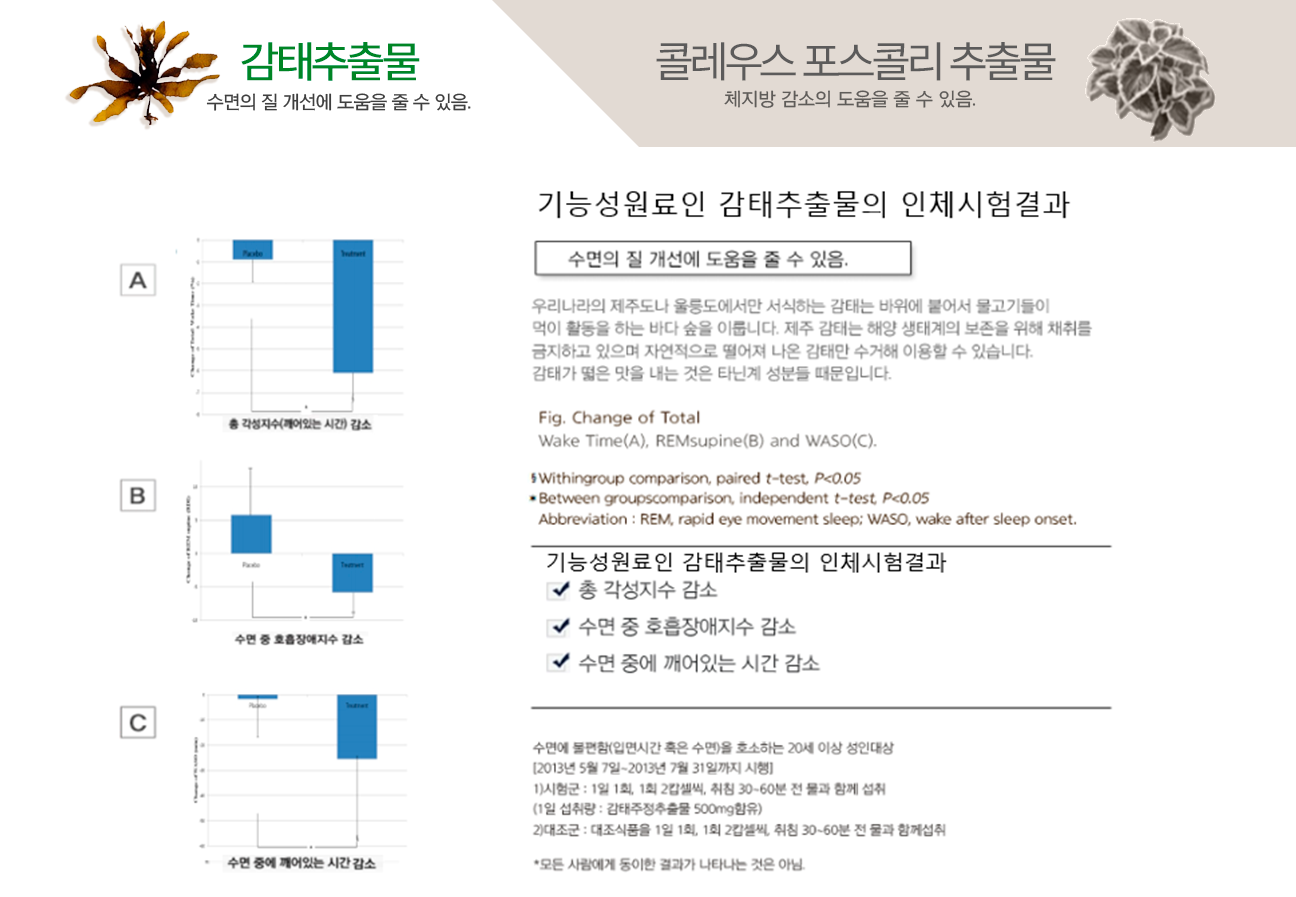 감태추출물
수면의 질 개선에 도움을 줄 수 있음.
콜레우스 포스콜리 추출물
체지방 감소의 도움을 줄 수 있음.
기능성원료인 감태추출물의 인체시험결과
수면의 질 개선에 도움을 줄 수 있음.
우리나라의 제주도나 울릉도에서만 서식하는 감태는 바위에 붙어서 물고기들이
먹이 활동을 하는 바다 숲을 이룹니다. 제주 감태는 해양 생태계의 보존을 위해 채취를
금지하고 있으며 자연적으로 떨어져 나온 감태만 수거해 이용할 수 있습니다.
감태가 떫은 맛을 내는 것은 타닌계 성분들 때문입니다.
Fig. Change of Total
Wake Time(A), REMsupine(B) and WASO(C).
§Withingroup comparison, paired t-test, P<0.05
*Between groupscomparison, independent t-test, P<0.05
Abbreviation : REM, rapid eye movement sleep; WASO, wake after sleep onset.
기능성원료인 감태추출물의 인체시험결과
총 각성지수 감소
수면 중 호흡장애지수 감소
수면 중에 깨어있는 시간 감소
수면에 불편함(입면시간 혹은 수면)을 호소하는 20세 이상 성인대상
[2013년 5월 7일~2013년 7월 31일까지 시행]
1)시험군 : 1일 1회, 1회 2캅셀씩, 취침 30~60분 전 물과 함께 섭취
(1일 섭취량 : 감태주정추출물 500mg함유)
2)대조군 : 대조식품을 1일 1회, 1회 2캅셀씩, 취침 30~60분 전 물과 함께섭취
*모든 사람에게 동이한 결과가 나타나는 것은 아님.
A
Placebo
Treatment
Change of Total Wake Time (%)
총 각성지수(깨어있는 시간) 감소
B
Placebo
Treatment
수면 중 호흡장애지수 감소
C
Placebo
Treatment
수면 중에 깨어있는 시간 감소